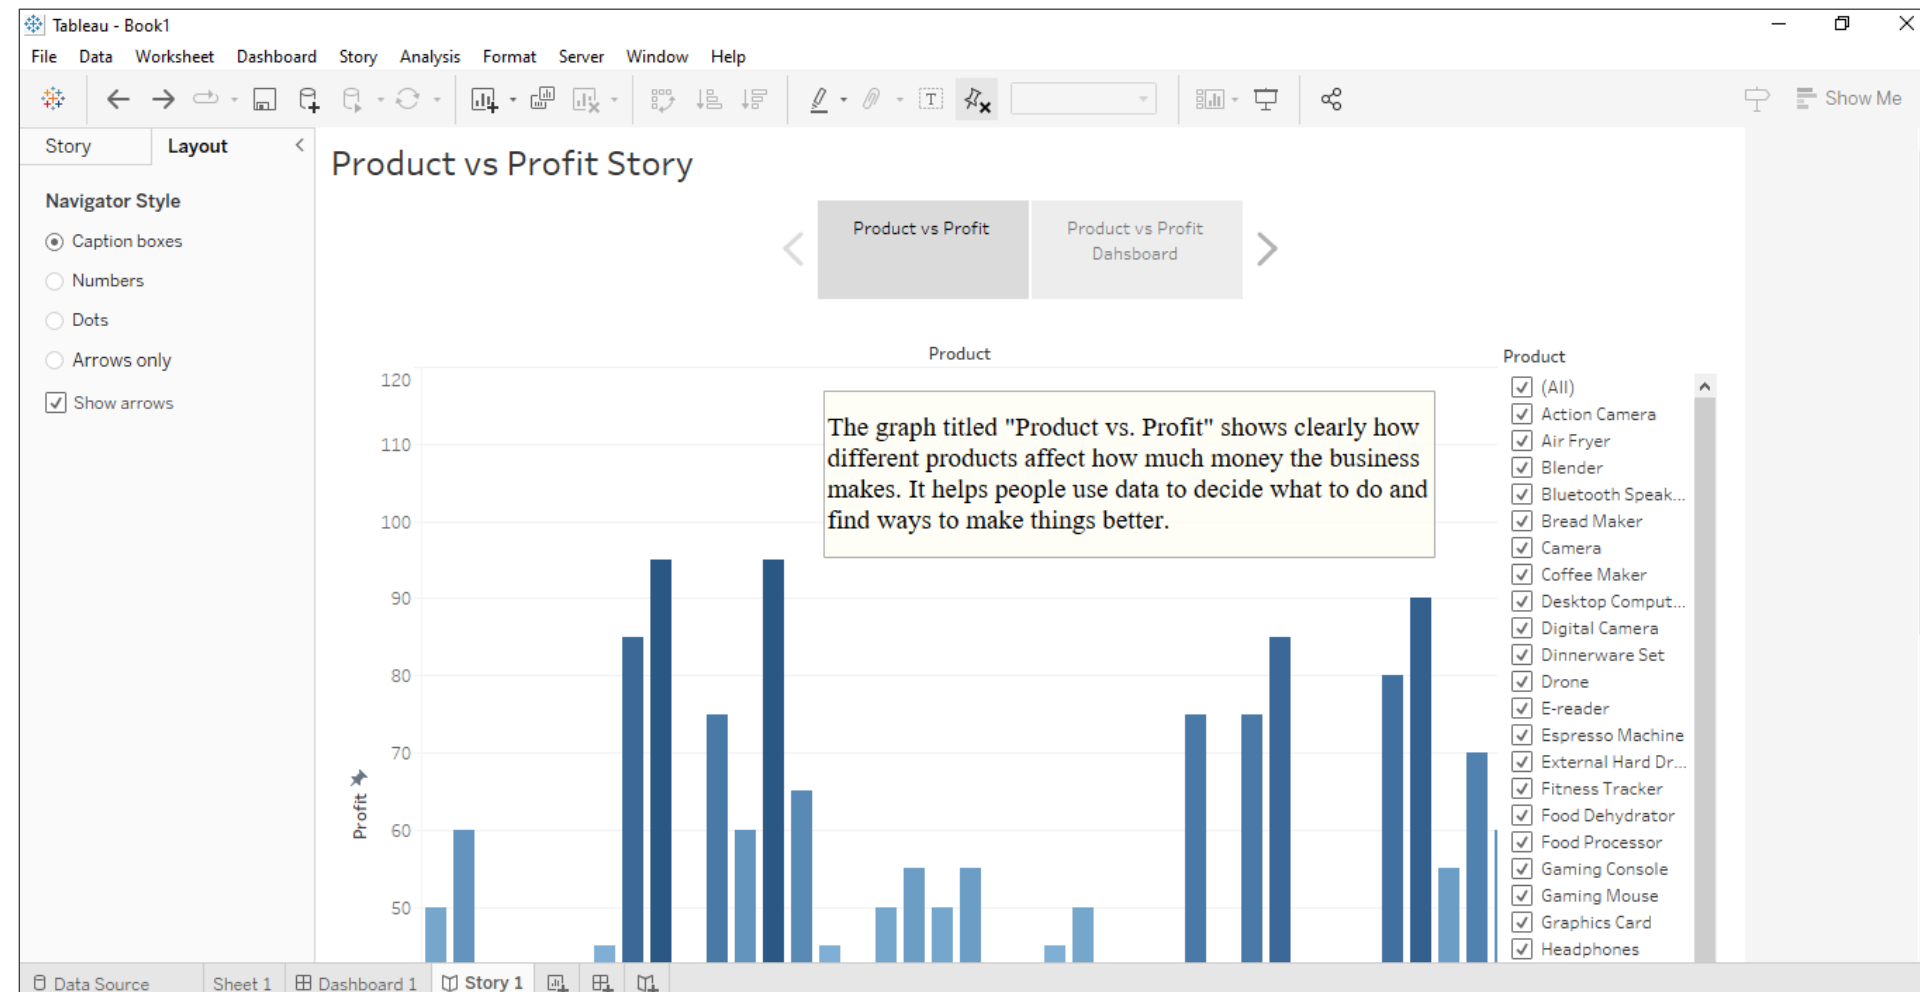 Tableau - Book1
File Data Worksheet Dashboard Story Analysis Format Server Window Help
Show Me
Story Layout
Product vs Profit Story
Navigator Style
Caption boxes
Numbers
Dots
Arrows only
Show arrows
Product vs Profit
Product vs Profit
Dahsboard
Product
The graph titled "Product vs. Profit" shows clearly how
different products affect how much money the business
makes. It helps people use data to decide what to do and
find ways to make things better.
120
110
100
90
80
70
60
50
Profit
Product
(All)
Action Camera
Air Fryer
Blender
Bluetooth Speak...
Bread Maker
Camera
Coffee Maker
Desktop Comput...
Digital Camera
Dinnerware Set
Drone
E-reader
Espresso Machine
External Hard Dr...
Fitness Tracker
Food Dehydrator
Food Processor
Gaming Console
Gaming Mouse
Graphics Card
Headphones
Data Source Sheet 1 Dashboard 1 Story 1